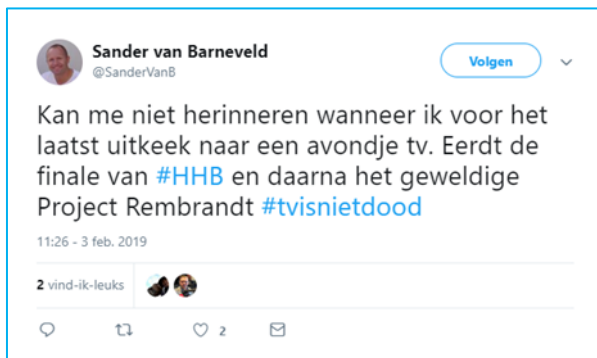 Sander van Barneveld
@SanderVanB
Volgen
Kan me niet herinneren wanneer ik voor het
laatst uitkeek naar een avondje tv. Eerdt de
finale van #HHB en daarna het geweldige
Project Rembrandt #tvisnietdood
11:26 - 3 feb. 2019
2 vind-ik-leuks
2